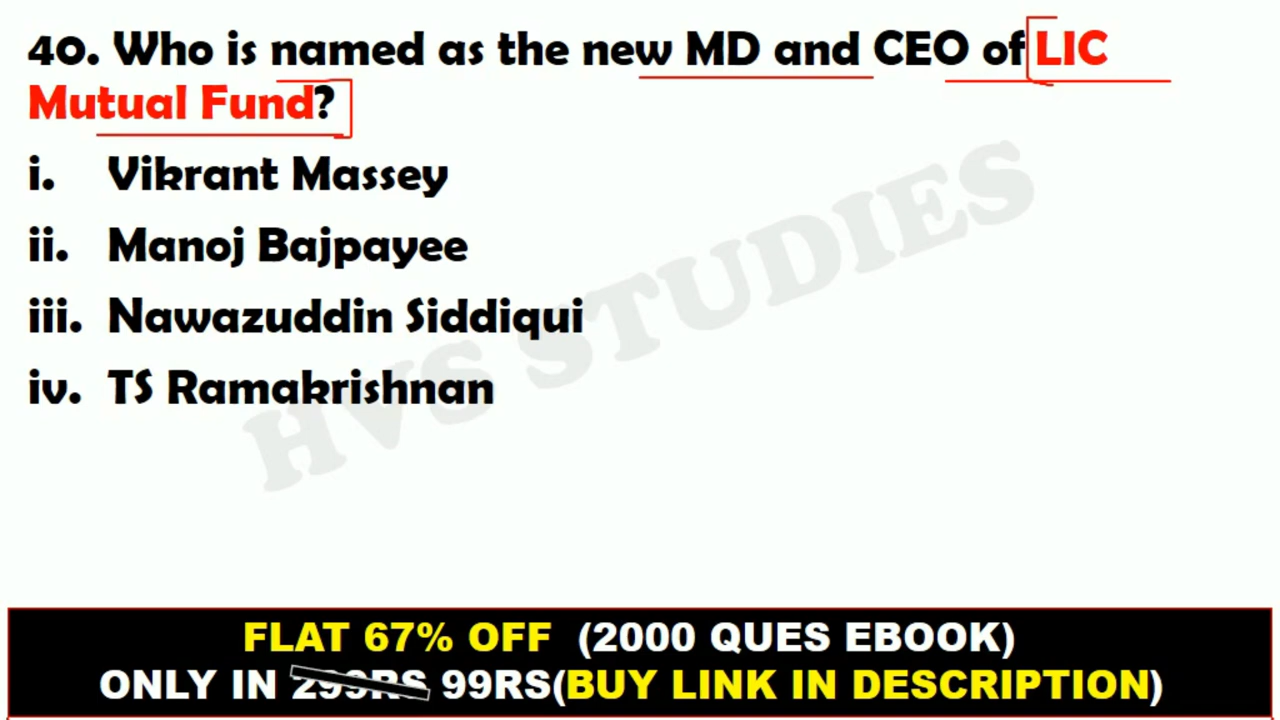 40. Who is named as the new MD and CEO of LIC
Mutual Fund?
i. Vikrant Massey
ii. Manoj Bajpayee
iii. Nawazuddin Siddiqui
iv. TS Ramakrishnan
HVS STUDIES
FLAT 67% OFF (2000 QUES EBOOK)
ONLY IN 299RS 99RS(BUY LINK IN DESCRIPTION)